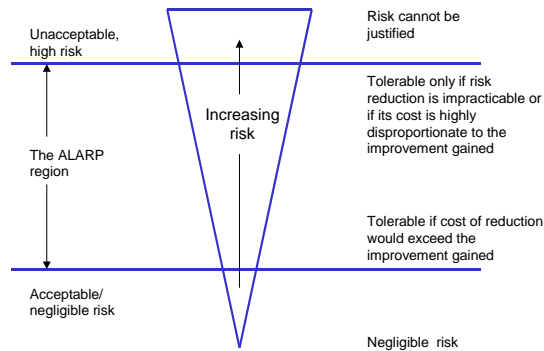 Unacceptable,
high risk
Risk cannot be
justified
Increasing
risk
Tolerable only if risk
reduction is impracticable or
if its cost is highly
disproportionate to the
improvement gained
The ALARP
region
Tolerable if cost of reduction
would exceed the
improvement gained
Acceptable/
negligible risk
Negligible risk